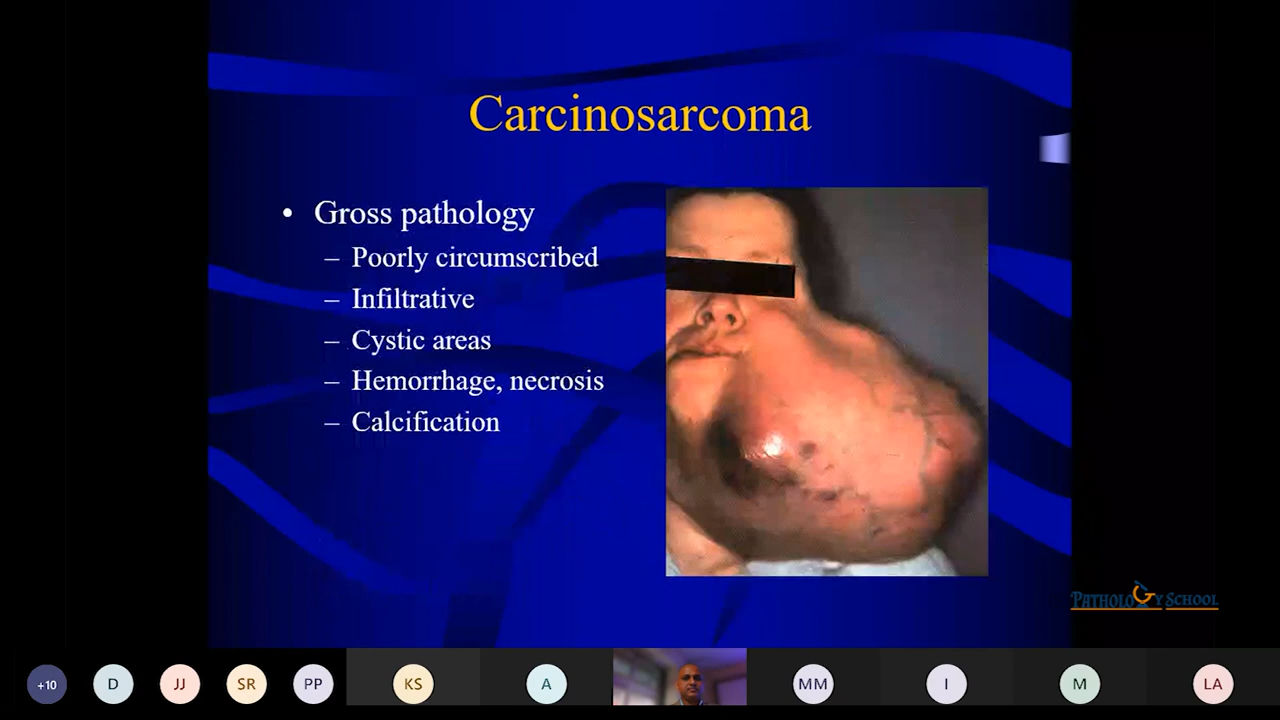 Carcinosarcoma
• Gross pathology
– Poorly circumscribed
– Infiltrative
– Cystic areas
– Hemorrhage, necrosis
– Calcification
PATHOLOGY SCHOOL
+10
D
JJ
SR
PP
KS
A
MM
I
M
LA